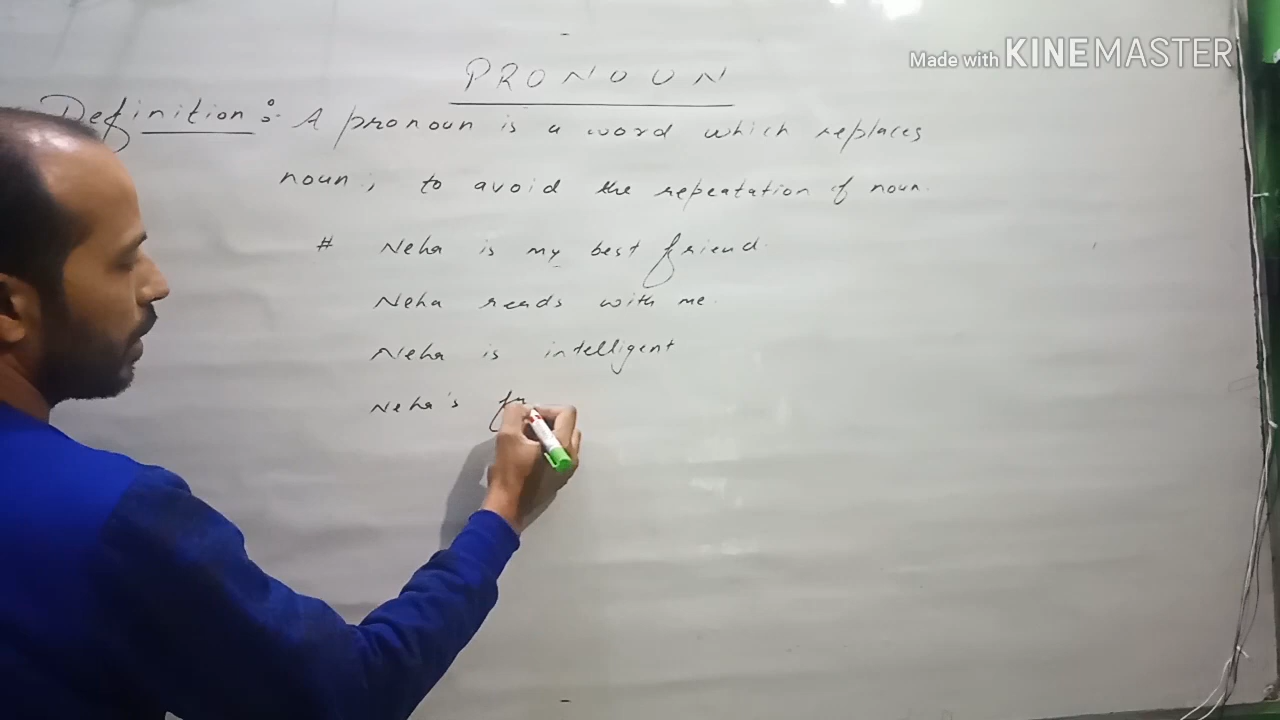 Made with KINEMASTER
PRONOUN
Definition : A pronoun is a word which replaces
noun, to avoid the repeatation of noun.
# Neha is my best friend.
Neha reads with me.
Neha is intelligent
Neha's